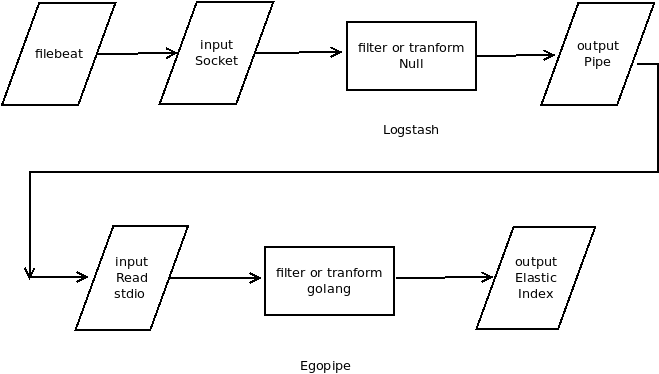 filebeat
input
Socket
filter or tranform
Null
output
Pipe
Logstash
input
Read
stdio
filter or tranform
golang
output
Elastic
Index
Egopipe